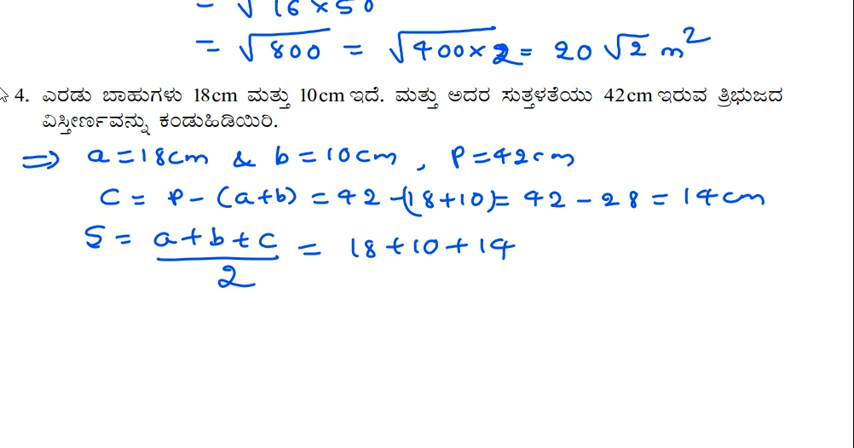 = √16 × 50
= √800 = √400×2 = 20 √2 m²
4. ಎರಡು ಬಾಹುಗಳು 18cm ಮತ್ತು 10cm ಇದೆ. ಮತ್ತು ಅದರ ಸುತ್ತಳತೆಯು 42cm ಇರುವ ತ್ರಿಭುಜದ
ವಿಸ್ತೀರ್ಣವನ್ನು ಕಂಡುಹಿಡಿಯಿರಿ.
⇒ a = 18cm & b = 10cm , P = 42cm
C = P - (a+b) = 42 -(18+10) = 42 - 28 = 14cm
S = a+b+c / 2 = 18+10+14